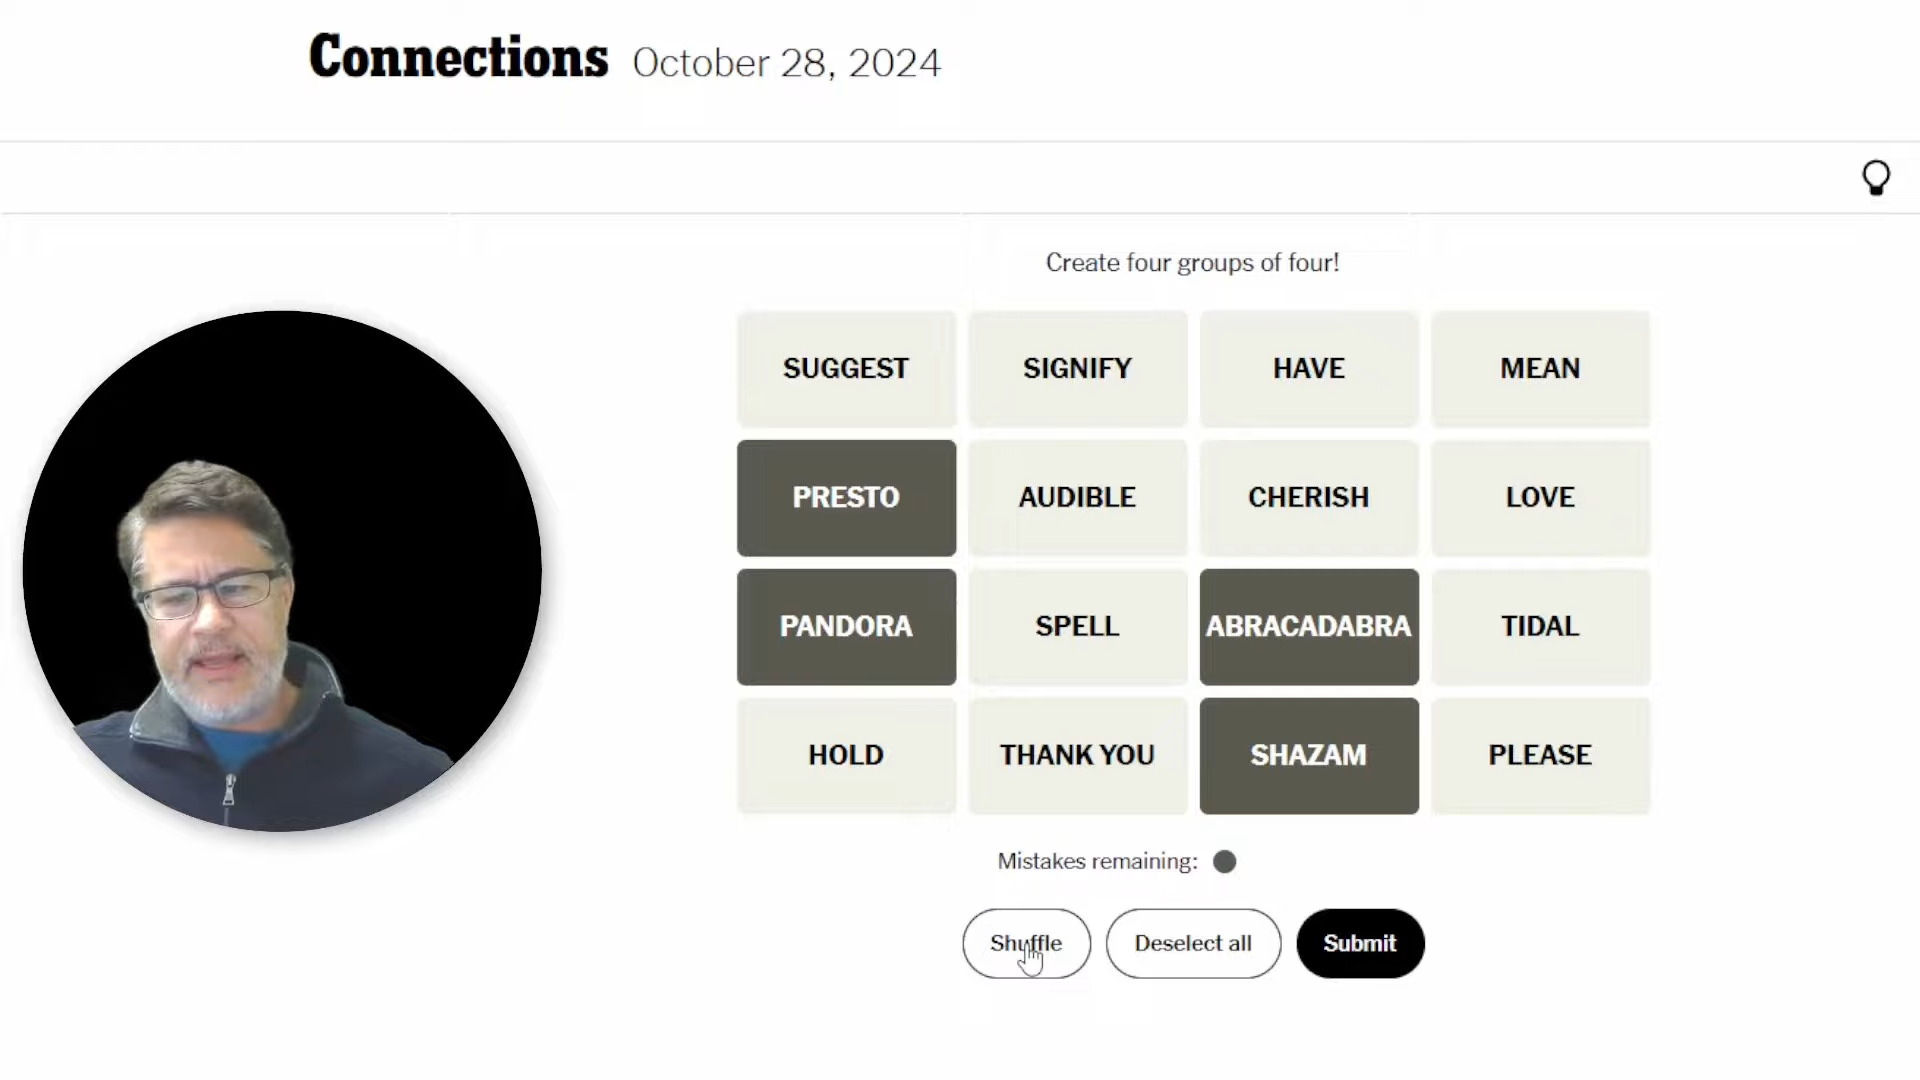 Connections October 28, 2024
Create four groups of four!
SUGGEST SIGNIFY HAVE MEAN
PRESTO AUDIBLE CHERISH LOVE
PANDORA SPELL ABRACADABRA TIDAL
HOLD THANK YOU SHAZAM PLEASE
Mistakes remaining:
Shuffle Deselect all Submit